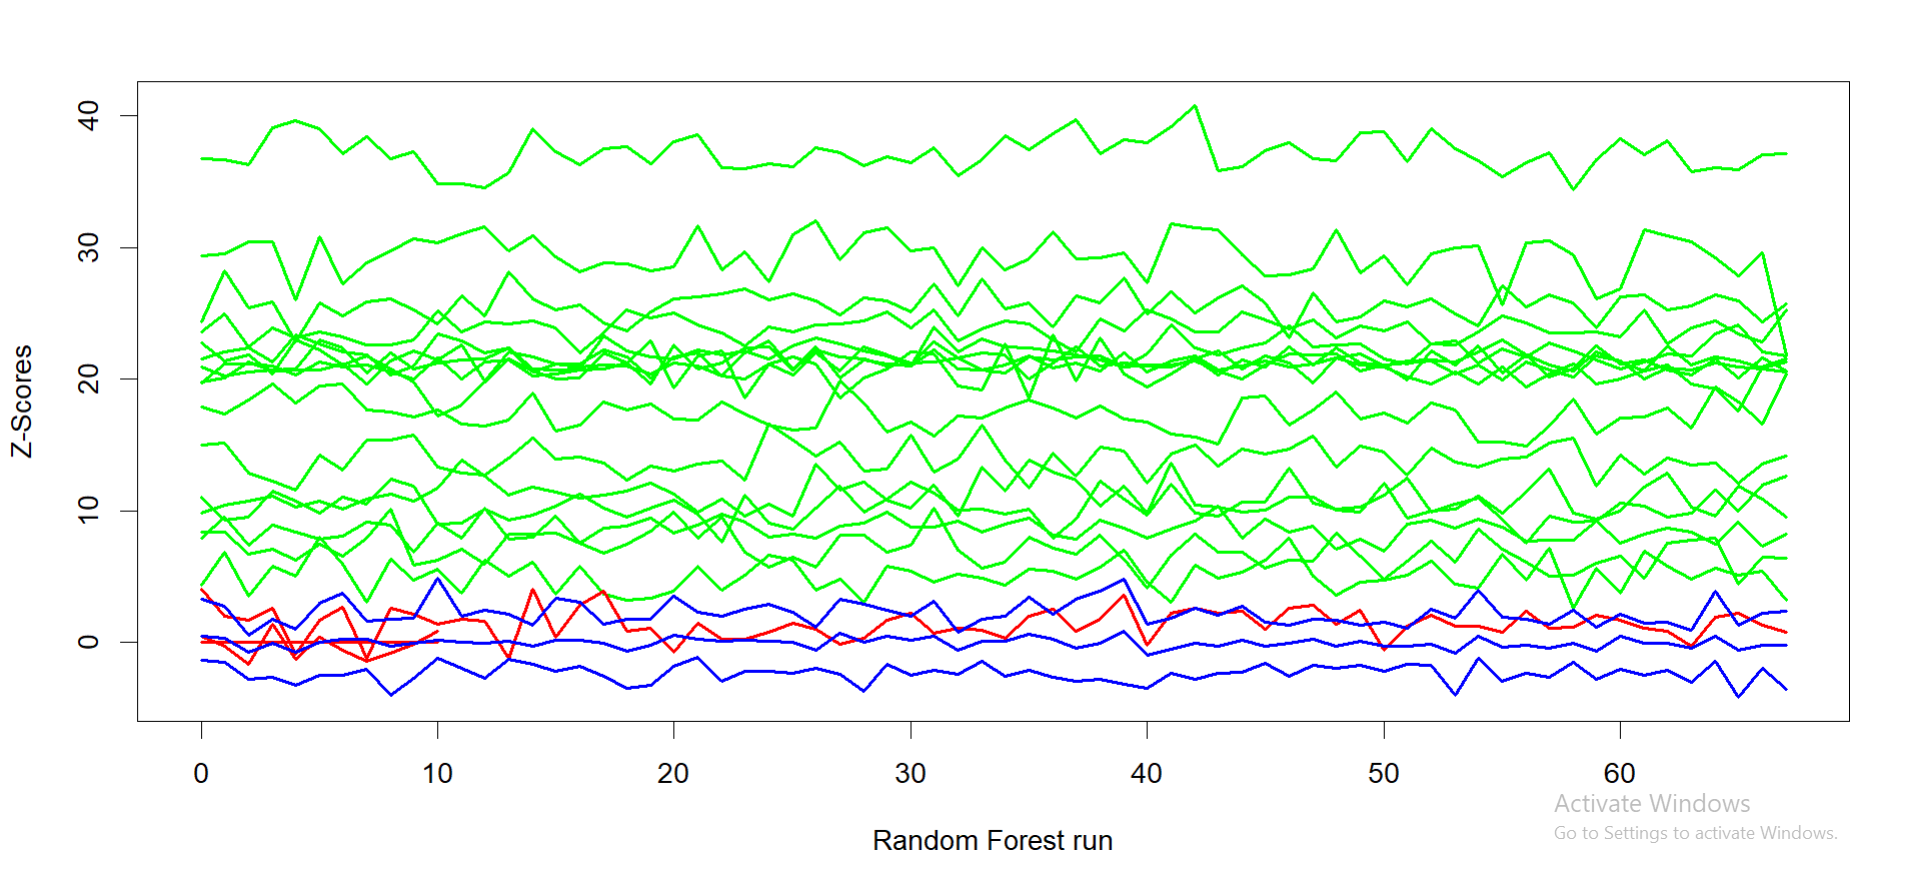 40
30
20
10
0
Z-Scores
0 10 20 30 40 50 60
Random Forest run
Activate Windows
Go to Settings to activate Windows.